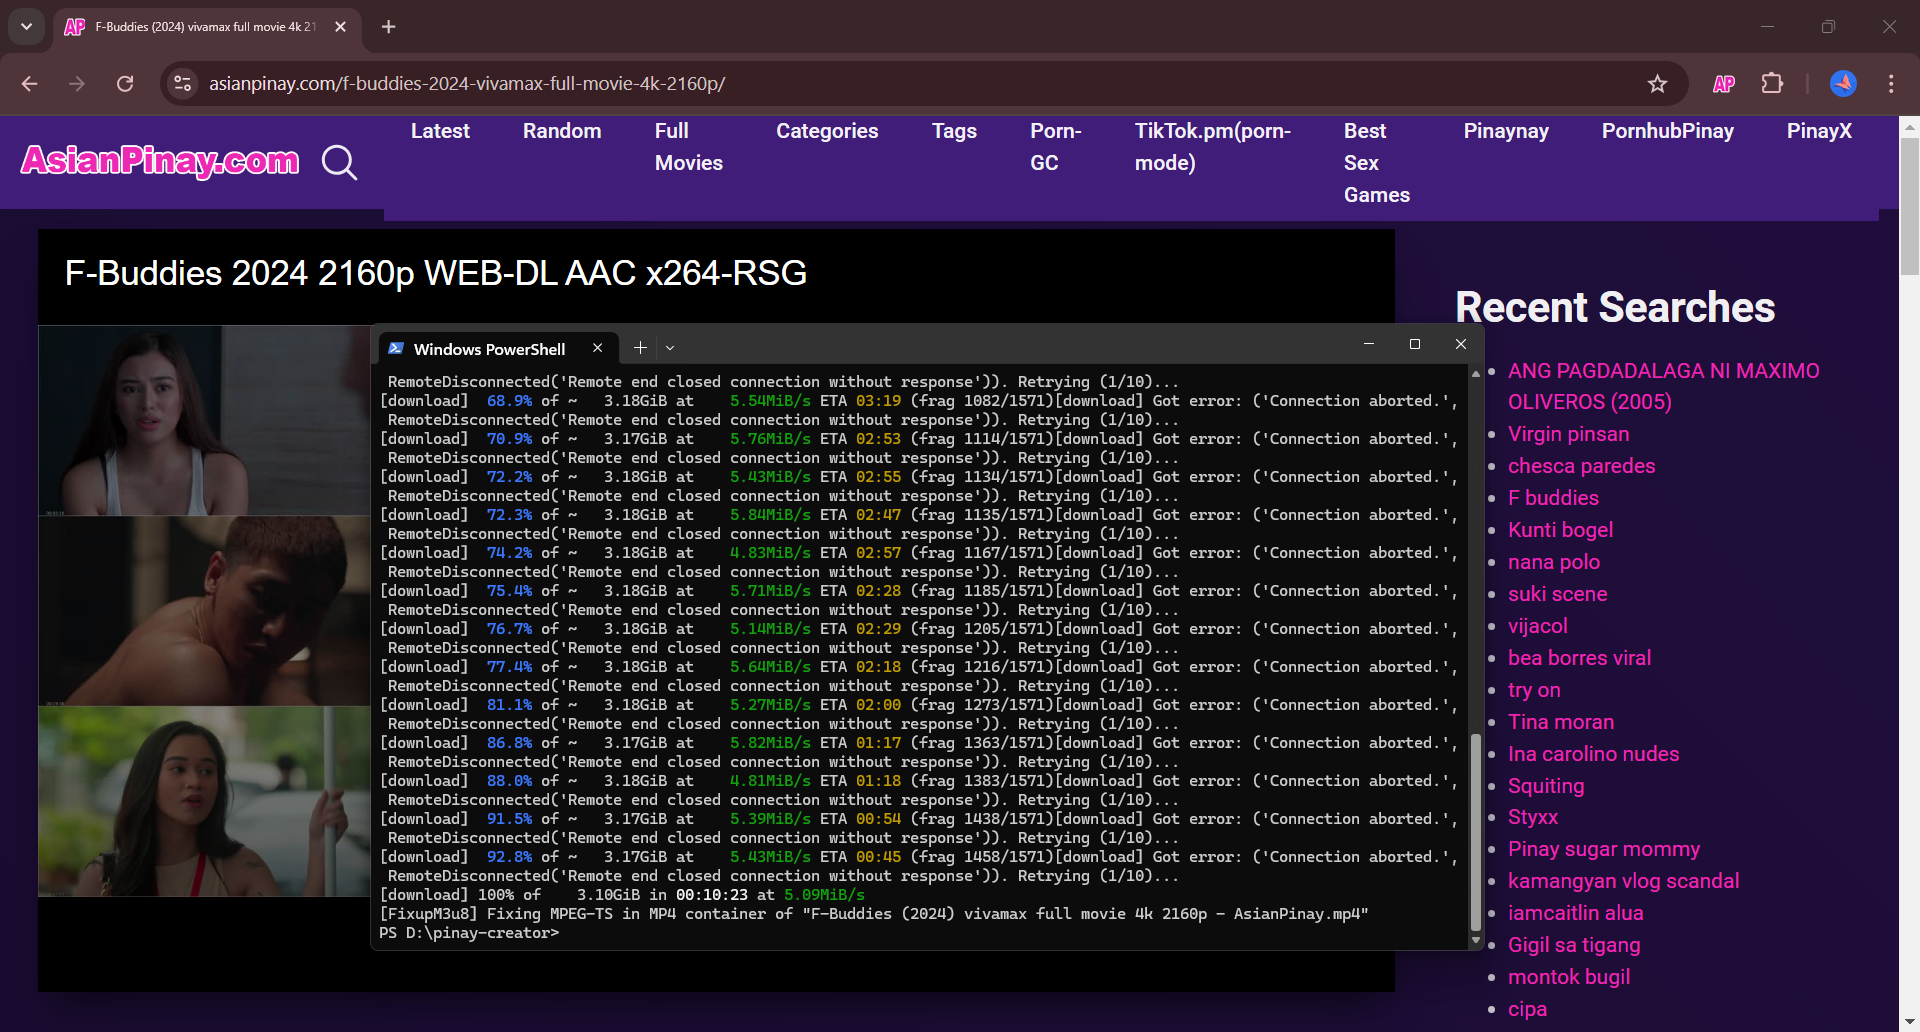 F-Buddies (2024) vivamax full movie 4k 21
asianpinay.com/f-buddies-2024-vivamax-full-movie-4k-2160p/
AP
AsianPinay.com
Latest
Random
Full
Movies
Categories
Tags
Porn-
GC
TikTok.pm(porn-
mode)
Best
Sex
Games
Pinaynay
PornhubPinay
PinayX
F-Buddies 2024 2160p WEB-DL AAC x264-RSG
Windows PowerShell
RemoteDisconnected('Remote end closed connection without response')). Retrying (1/10)...
[download]  68.9% of ~   3.18GiB at    5.54MiB/s ETA 03:19 (frag 1082/1571)[download] Got error: ('Connection aborted.',
RemoteDisconnected('Remote end closed connection without response')). Retrying (1/10)...
[download]  70.9% of ~   3.17GiB at    5.76MiB/s ETA 02:53 (frag 1114/1571)[download] Got error: ('Connection aborted.',
RemoteDisconnected('Remote end closed connection without response')). Retrying (1/10)...
[download]  72.2% of ~   3.18GiB at    5.43MiB/s ETA 02:55 (frag 1134/1571)[download] Got error: ('Connection aborted.',
RemoteDisconnected('Remote end closed connection without response')). Retrying (1/10)...
[download]  72.3% of ~   3.18GiB at    5.84MiB/s ETA 02:47 (frag 1135/1571)[download] Got error: ('Connection aborted.',
RemoteDisconnected('Remote end closed connection without response')). Retrying (1/10)...
[download]  74.2% of ~   3.18GiB at    4.83MiB/s ETA 02:57 (frag 1167/1571)[download] Got error: ('Connection aborted.',
RemoteDisconnected('Remote end closed connection without response')). Retrying (1/10)...
[download]  75.4% of ~   3.18GiB at    5.71MiB/s ETA 02:28 (frag 1185/1571)[download] Got error: ('Connection aborted.',
RemoteDisconnected('Remote end closed connection without response')). Retrying (1/10)...
[download]  76.7% of ~   3.18GiB at    5.14MiB/s ETA 02:29 (frag 1205/1571)[download] Got error: ('Connection aborted.',
RemoteDisconnected('Remote end closed connection without response')). Retrying (1/10)...
[download]  77.4% of ~   3.18GiB at    5.64MiB/s ETA 02:18 (frag 1216/1571)[download] Got error: ('Connection aborted.',
RemoteDisconnected('Remote end closed connection without response')). Retrying (1/10)...
[download]  81.1% of ~   3.18GiB at    5.27MiB/s ETA 02:00 (frag 1273/1571)[download] Got error: ('Connection aborted.',
RemoteDisconnected('Remote end closed connection without response')). Retrying (1/10)...
[download]  86.8% of ~   3.17GiB at    5.82MiB/s ETA 01:17 (frag 1363/1571)[download] Got error: ('Connection aborted.',
RemoteDisconnected('Remote end closed connection without response')). Retrying (1/10)...
[download]  88.0% of ~   3.18GiB at    4.81MiB/s ETA 01:18 (frag 1383/1571)[download] Got error: ('Connection aborted.',
RemoteDisconnected('Remote end closed connection without response')). Retrying (1/10)...
[download]  91.5% of ~   3.17GiB at    5.39MiB/s ETA 00:54 (frag 1438/1571)[download] Got error: ('Connection aborted.',
RemoteDisconnected('Remote end closed connection without response')). Retrying (1/10)...
[download]  92.8% of ~   3.17GiB at    5.43MiB/s ETA 00:45 (frag 1458/1571)[download] Got error: ('Connection aborted.',
RemoteDisconnected('Remote end closed connection without response')). Retrying (1/10)...
[download] 100% of    3.10GiB in 00:10:23 at 5.09MiB/s
[FixupM3u8] Fixing MPEG-TS in MP4 container of "F-Buddies (2024) vivamax full movie 4k 2160p - AsianPinay.mp4"
PS D:\pinay-creator>
Recent Searches
ANG PAGDADALAGA NI MAXIMO
OLIVEROS (2005)
Virgin pinsan
chesca paredes
F buddies
Kunti bogel
nana polo
suki scene
vijacol
bea borres viral
try on
Tina moran
Ina carolino nudes
Squiting
Styxx
Pinay sugar mommy
kamangyan vlog scandal
iamcaitlin alua
Gigil sa tigang
montok bugil
cipa